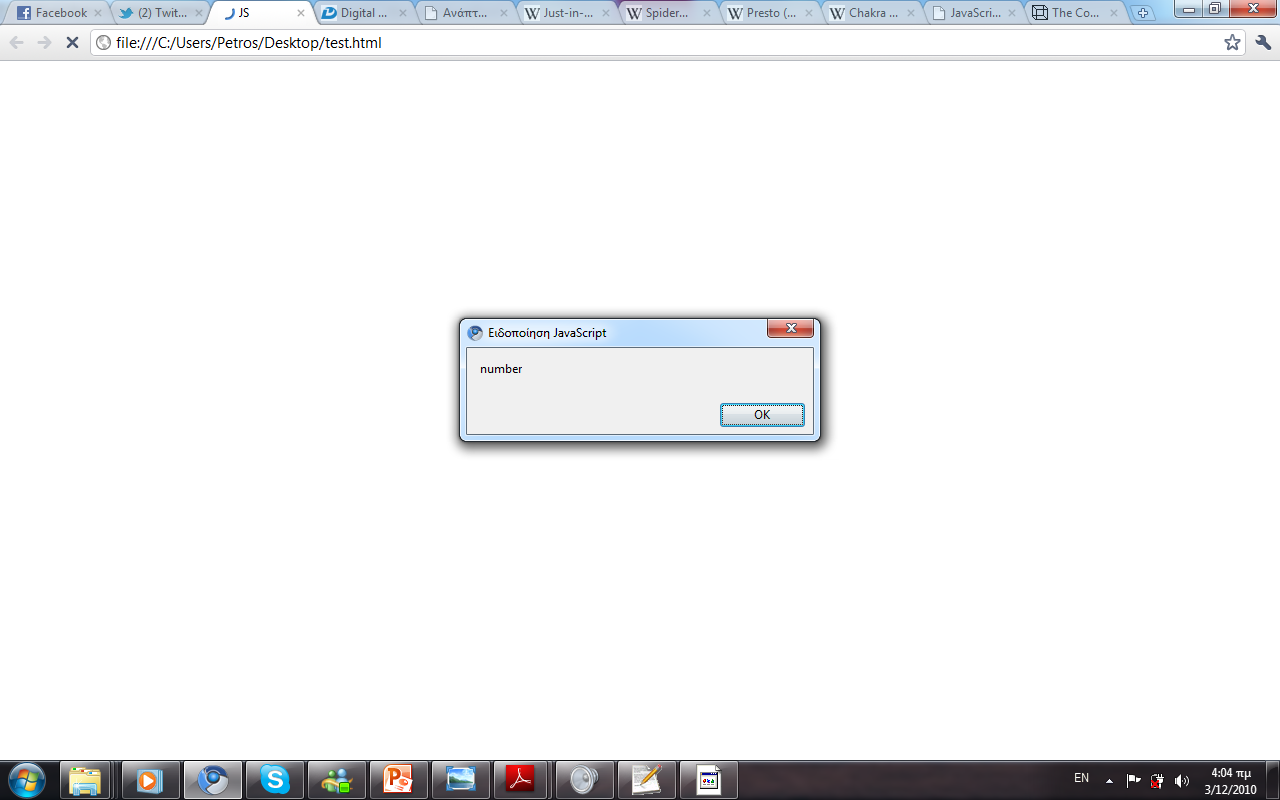 Facebook
(2) Twit...
JS
Digital ...
Ανάπτ...
Just-in-...
Spider...
Presto (...
Chakra ...
JavaScri...
The Co...
file:///C:/Users/Petros/Desktop/test.html
Ειδοποίηση JavaScript
number
OK
EN
4:04 πμ
3/12/2010